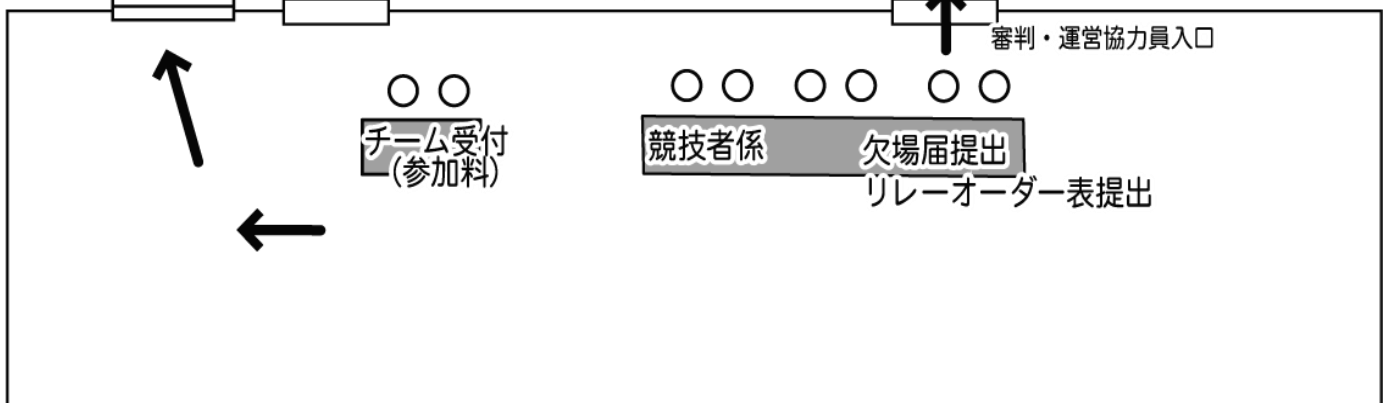 審判・運営協力員入口
チーム受付
（参加料）
競技者係
欠場届提出
リレーオーダー表提出